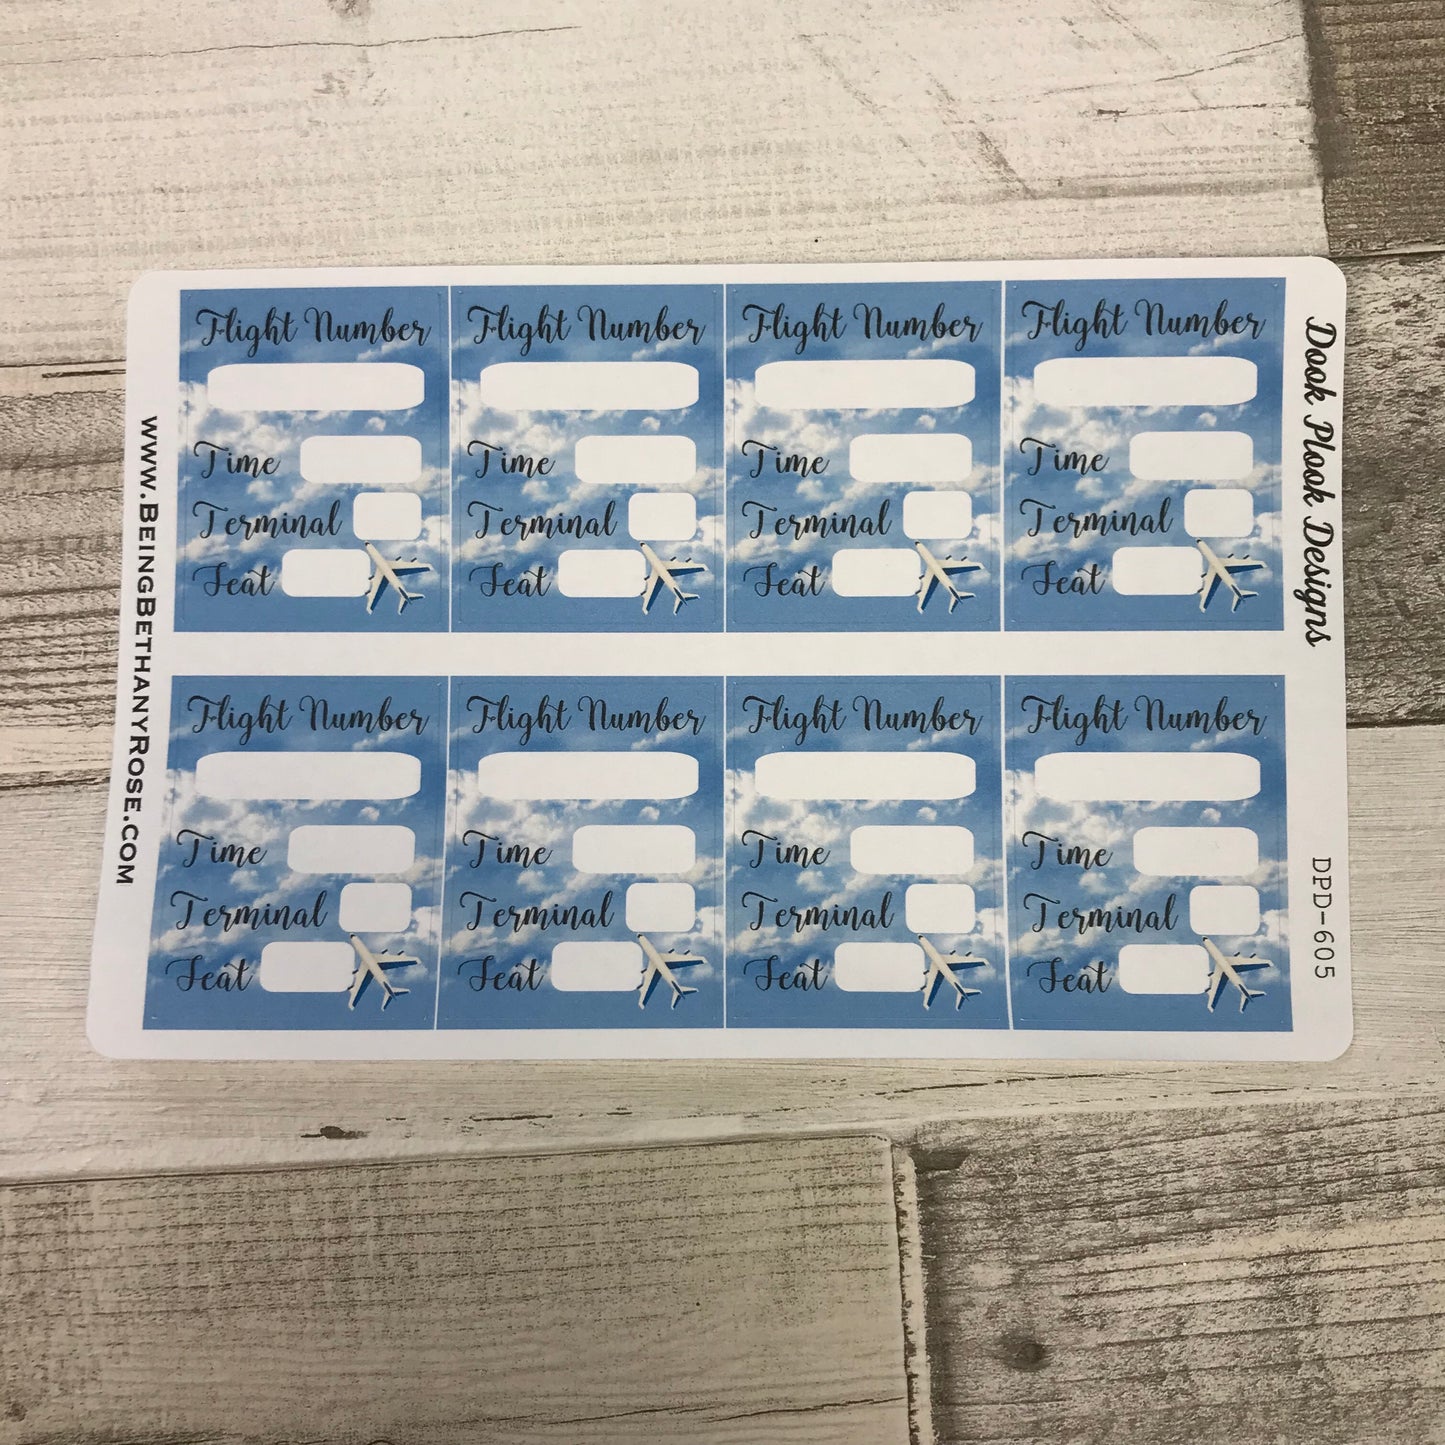 Flight Number Flight Number Flight Number Flight Number
Time Time Time Time
Terminal Terminal Terminal Terminal
Seat Seat Seat Seat
Flight Number Flight Number Flight Number Flight Number
Time Time Time Time
Terminal Terminal Terminal Terminal
Seat Seat Seat Seat
www.BeingBethanyRose.com
Dook Plook Designs
DPD-605